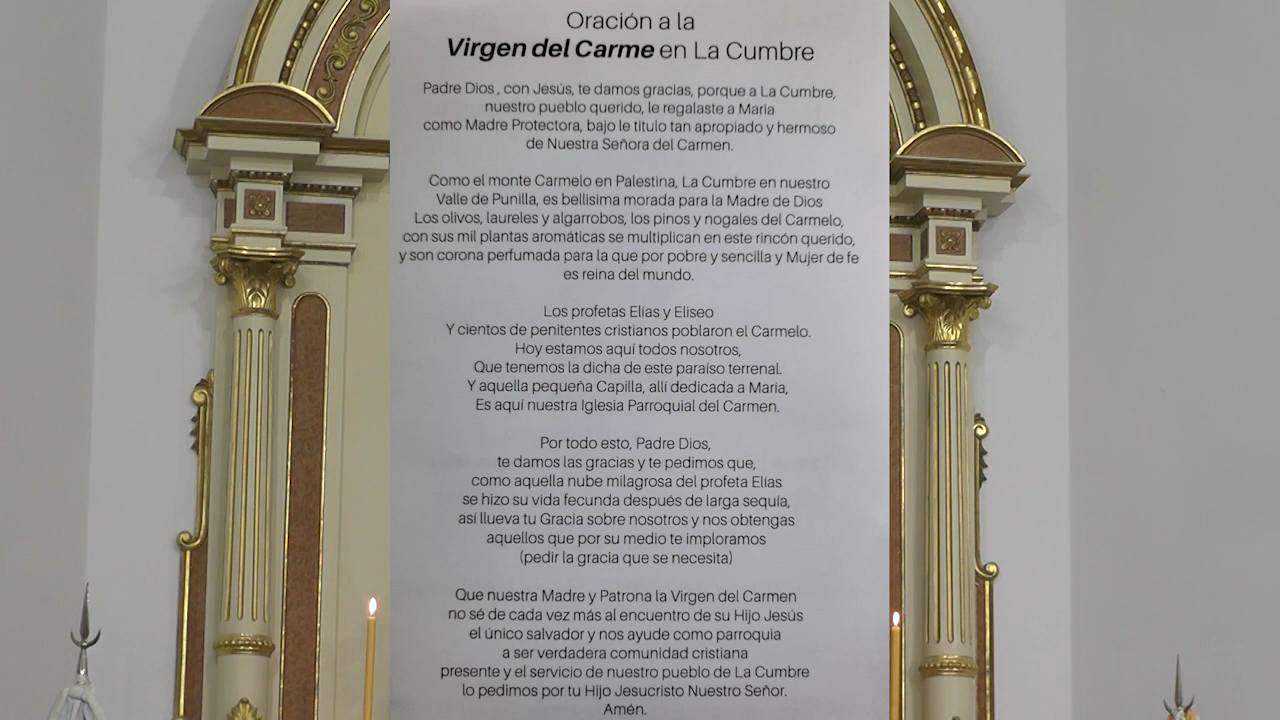 Oración a la
Virgen del Carme en La Cumbre
Padre Dios , con Jesús, te damos gracias, porque a La Cumbre,
nuestro pueblo querido, le regalaste a Maria
como Madre Protectora, bajo le titulo tan apropiado y hermoso
de Nuestra Señora del Carmen.
Como el monte Carmelo en Palestina, La Cumbre en nuestro
Valle de Punilla, es bellisima morada para la Madre de Dios
Los olivos, laureles y algarrobos, los pinos y nogales del Carmelo,
con sus mil plantas aromáticas se multiplican en este rincón querido,
y son corona perfumada para la que por pobre y sencilla y Mujer de fe
es reina del mundo.
Los profetas Elías y Eliseo
Y cientos de penitentes cristianos poblaron el Carmelo.
Hoy estamos aquí todos nosotros,
Que tenemos la dicha de este paraíso terrenal.
Y aquella pequeña Capilla, allí dedicada a María,
Es aquí nuestra Iglesia Parroquial del Carmen.
Por todo esto, Padre Dios,
te damos las gracias y te pedimos que,
como aquella nube milagrosa del profeta Elías
se hizo su vida fecunda después de larga sequía,
así llueva tu Gracia sobre nosotros y nos obtengas
aquellos que por su medio te imploramos
(pedir la gracia que se necesita)
Que nuestra Madre y Patrona la Virgen del Carmen
no sé de cada vez más al encuentro de su Hijo Jesús
el único salvador y nos ayude como parroquia
a ser verdadera comunidad cristiana
presente y el servicio de nuestro pueblo de La Cumbre
lo pedimos por tu Hijo Jesucristo Nuestro Señor.
Amén.